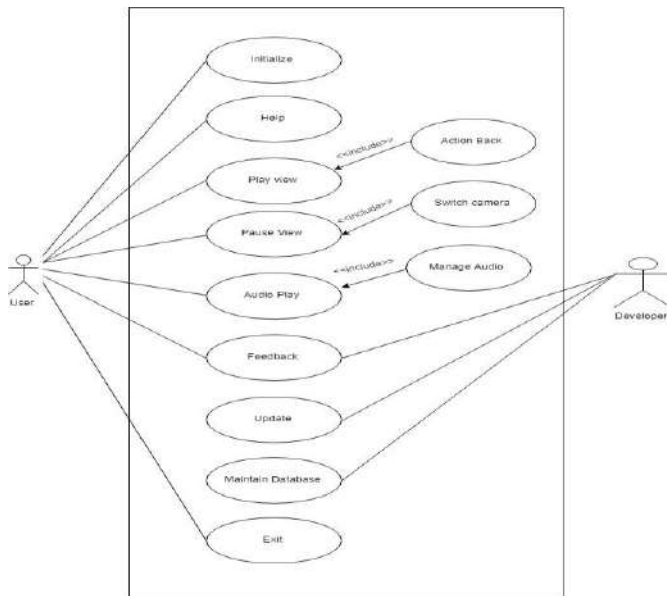 Initialize
Help
<<include>>
Action Back
Play view
<<include>>
Switch camera
Pause View
<<include>>
Manage Audio
Audio Play
User
Developer
Feedback
Update
Maintain Database
Exit